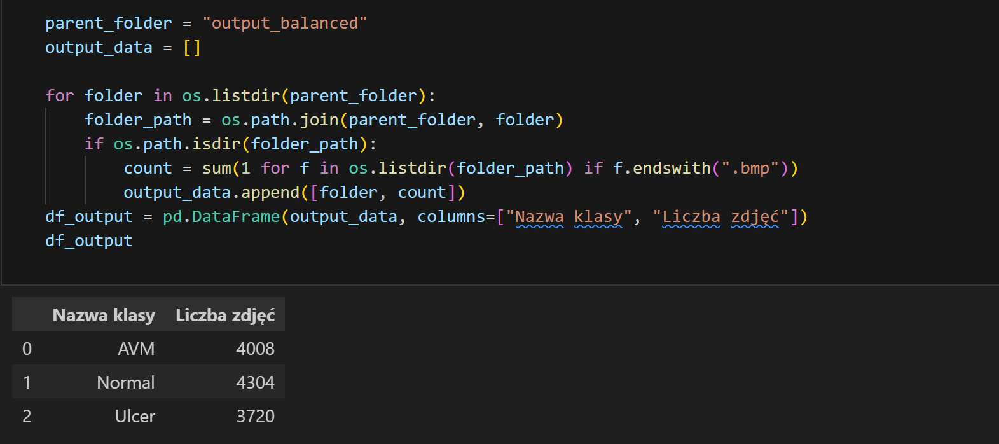 parent_folder = "output_balanced"
output_data = []
for folder in os.listdir(parent_folder):
folder_path = os.path.join(parent_folder, folder)
if os.path.isdir(folder_path):
count = sum(1 for f in os.listdir(folder_path) if f.endswith(".bmp"))
output_data.append([folder, count])
df_output = pd.DataFrame(output_data, columns=["Nazwa klasy", "Liczba zdjęć"])
df_output
Nazwa klasy Liczba zdjęć
0 AVM 4008
1 Normal 4304
2 Ulcer 3720